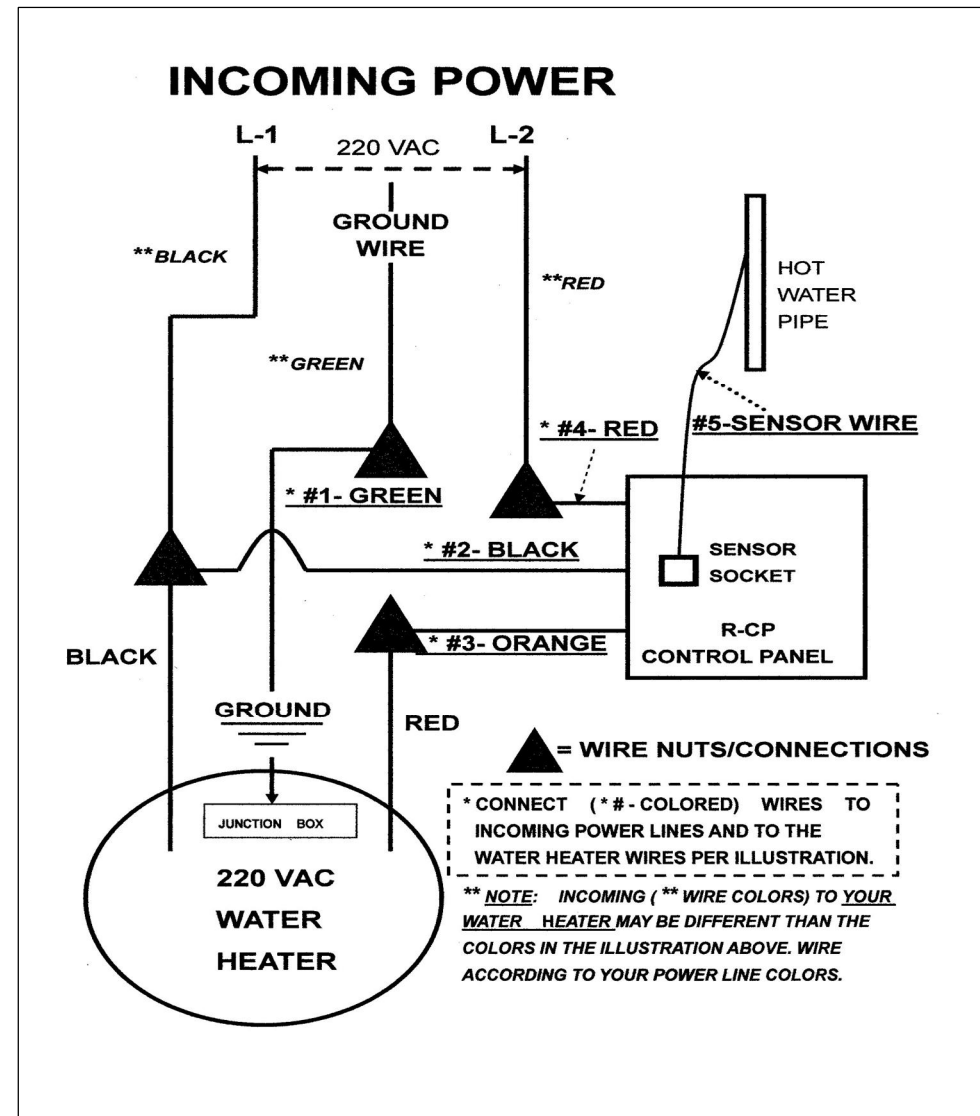 INCOMING POWER
L-1
L-2
220 VAC
GROUND
WIRE
**BLACK
**RED
HOT
WATER
PIPE
**GREEN
* #4- RED
#5-SENSOR WIRE
* #1- GREEN
* #2- BLACK
SENSOR
SOCKET
* #3- ORANGE
R-CP
CONTROL PANEL
BLACK
GROUND
RED
= WIRE NUTS/CONNECTIONS
* CONNECT ( * # - COLORED) WIRES TO
INCOMING POWER LINES AND TO THE
WATER HEATER WIRES PER ILLUSTRATION.
JUNCTION BOX
220 VAC
WATER
HEATER
** NOTE: INCOMING ( ** WIRE COLORS) TO YOUR
WATER HEATER MAY BE DIFFERENT THAN THE
COLORS IN THE ILLUSTRATION ABOVE. WIRE
ACCORDING TO YOUR POWER LINE COLORS.